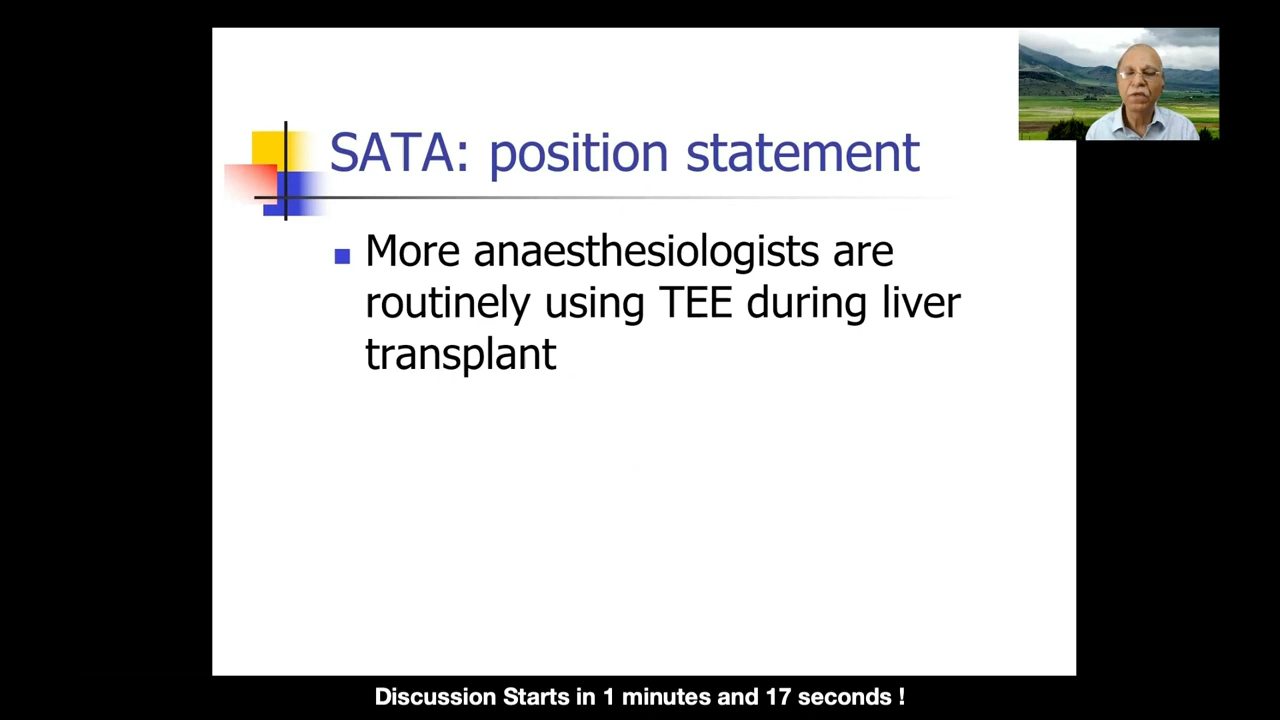 SATA: position statement
More anaesthesiologists are
routinely using TEE during liver
transplant
Discussion Starts in 1 minutes and 17 seconds !